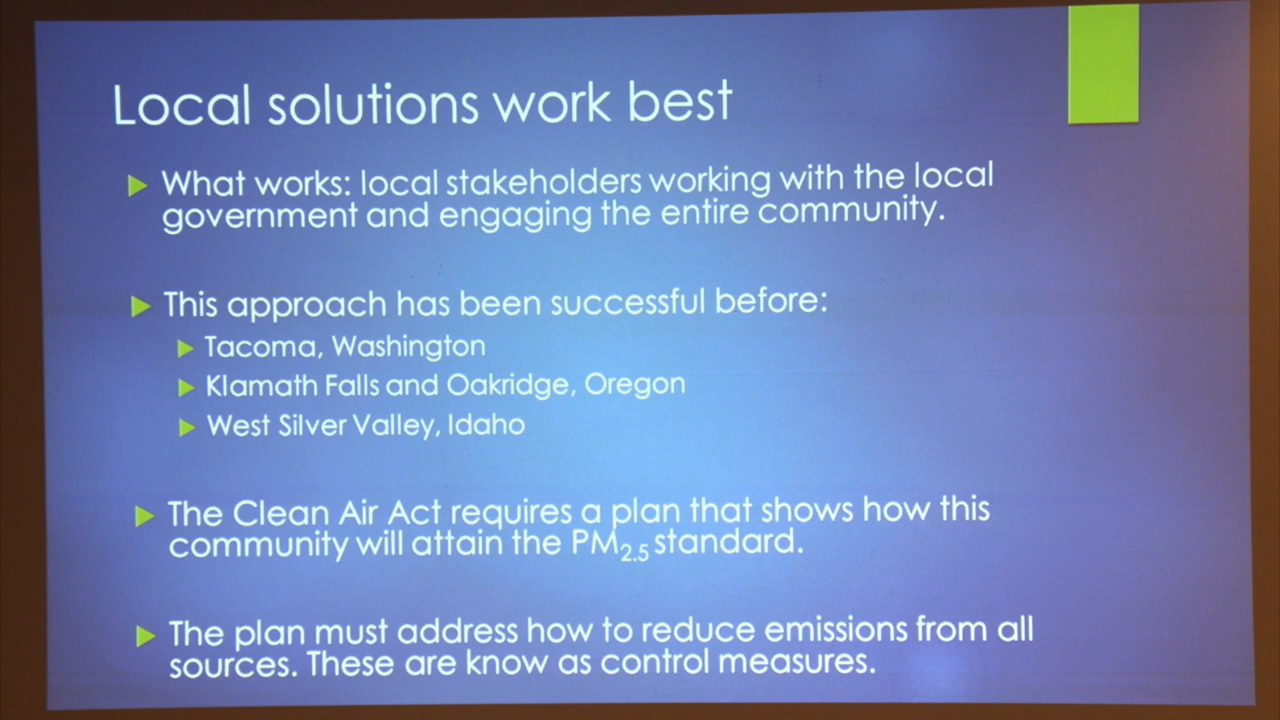 Local solutions work best
What works: local stakeholders working with the local
government and engaging the entire community.
This approach has been successful before:
Tacoma, Washington
Klamath Falls and Oakridge, Oregon
West Silver Valley, Idaho
The Clean Air Act requires a plan that shows how this
community will attain the PM2.5 standard.
The plan must address how to reduce emissions from all
sources. These are know as control measures.